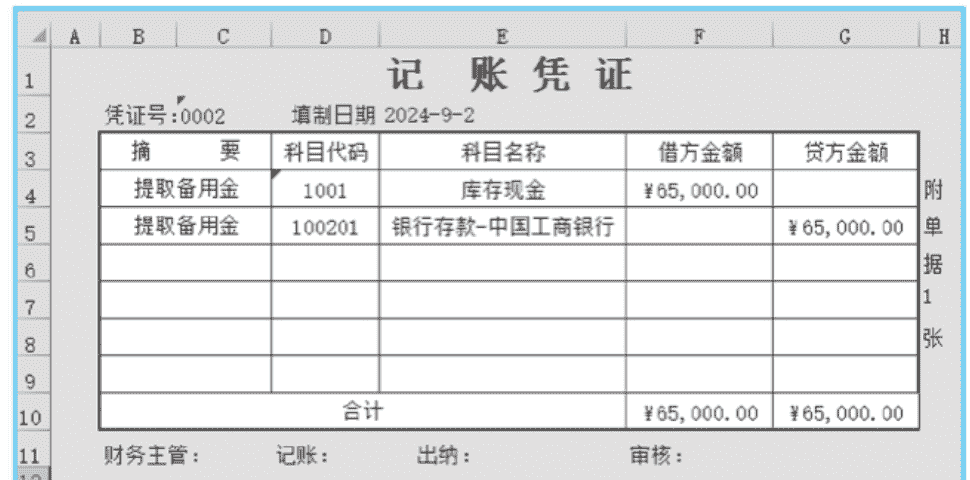 A B C D E F G H
1 记 账 凭 证
2 凭证号:0002 填制日期 2024-9-2
3 摘 要 科目代码 科目名称 借方金额 贷方金额
4 提取备用金 1001 库存现金 ¥65,000.00 附
5 提取备用金 100201 银行存款-中国工商银行 ¥65,000.00 单
6 据
7 1
8 张
9
10 合计 ¥65,000.00 ¥65,000.00
11 财务主管: 记账: 出纳: 审核: